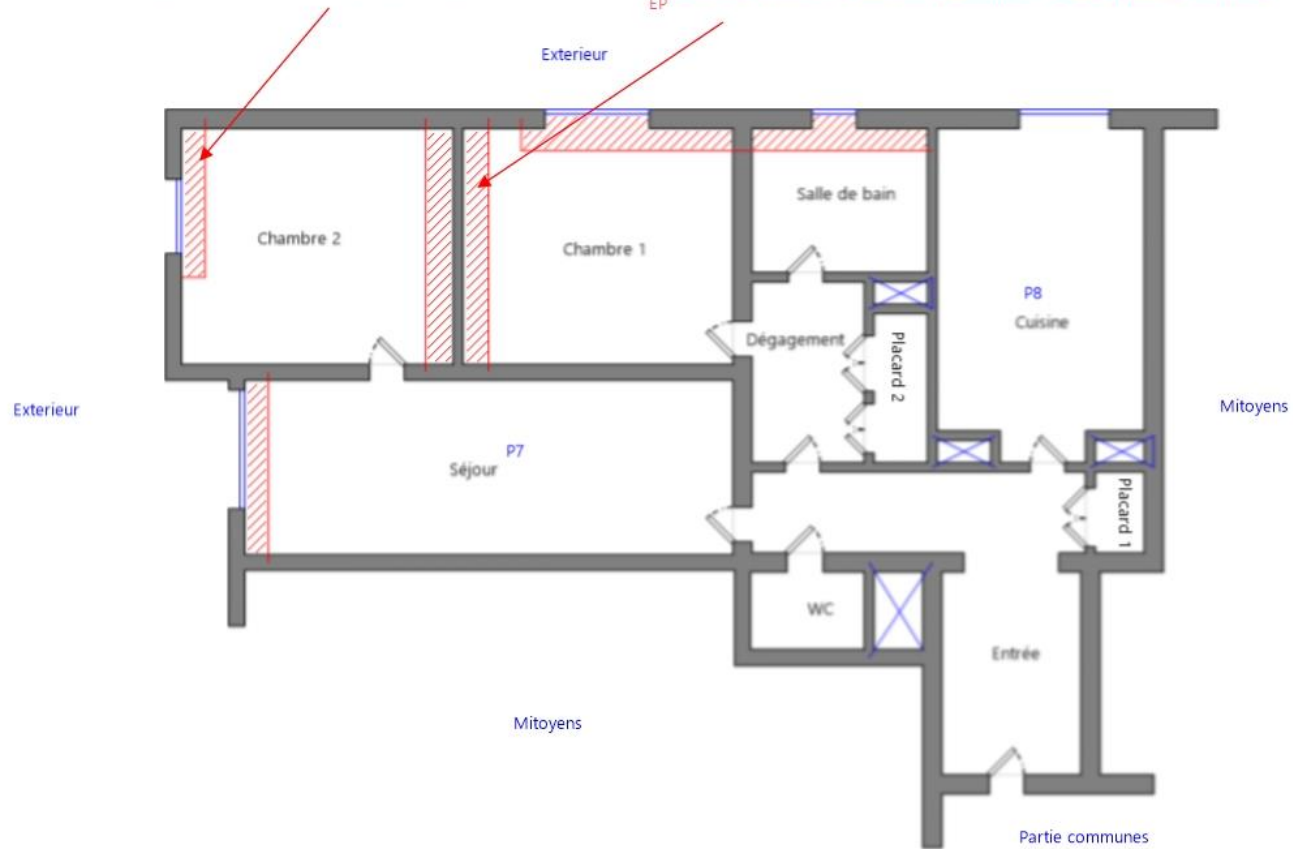 EP
Exterieur
Salle de bain
Chambre 2
Chambre 1
P8
Cuisine
Dégagement
Placard 2
Exterieur
Mitoyens
P7
Séjour
Placard 1
WC
Entrée
Mitoyens
Partie communes